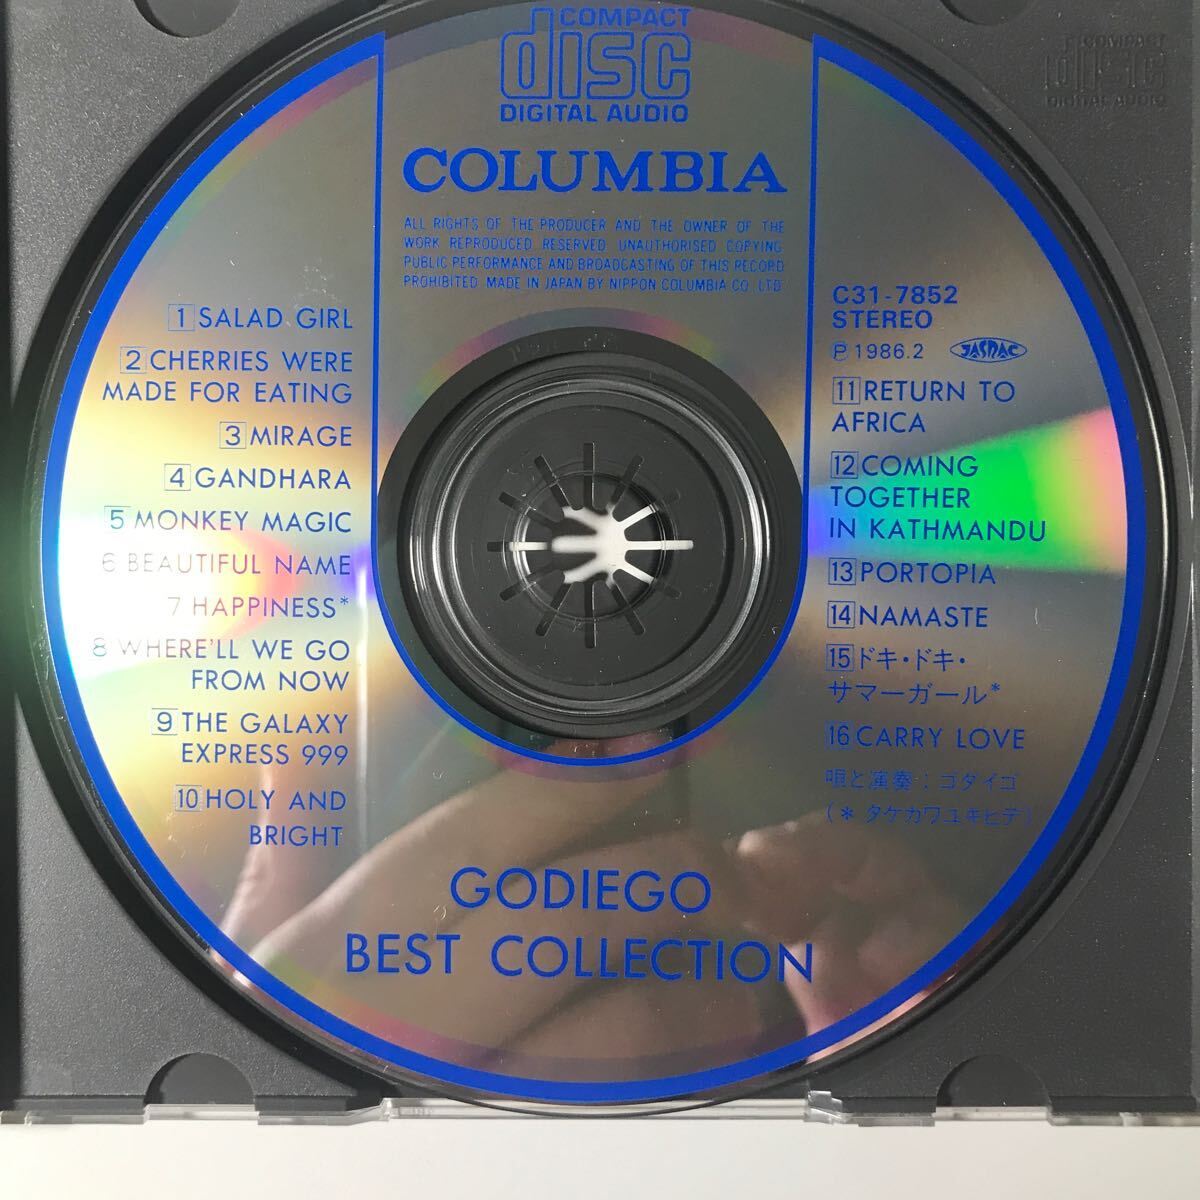 COMPACT
disc
DIGITAL AUDIO
COMPACT
disc
DIGITAL AUDIO
COLUMBIA
ALL RIGHTS OF THE PRODUCER AND THE OWNER OF THE
WORK REPRODUCED RESERVED. UNAUTHORISED COPYING
PUBLIC PERFORMANCE AND BROADCASTING OF THIS RECORD
PROHIBITED. MADE IN JAPAN BY NIPPON COLUMBIA CO. LTD.
1 SALAD GIRL
2 CHERRIES WERE
MADE FOR EATING
3 MIRAGE
4 GANDHARA
5 MONKEY MAGIC
6 BEAUTIFUL NAME
7 HAPPINESS*
8 WHERE'LL WE GO
FROM NOW
9 THE GALAXY
EXPRESS 999
10 HOLY AND
BRIGHT
C31-7852
STEREO
Ⓟ1986.2 JASRAC
11 RETURN TO
AFRICA
12 COMING
TOGETHER
IN KATHMANDU
13 PORTOPIA
14 NAMASTE
15 ドキ・ドキ・
サマーガール*
16 CARRY LOVE
唄と演奏：ゴダイゴ
(* タケカワユキヒデ)
GODIEGO
BEST COLLECTION